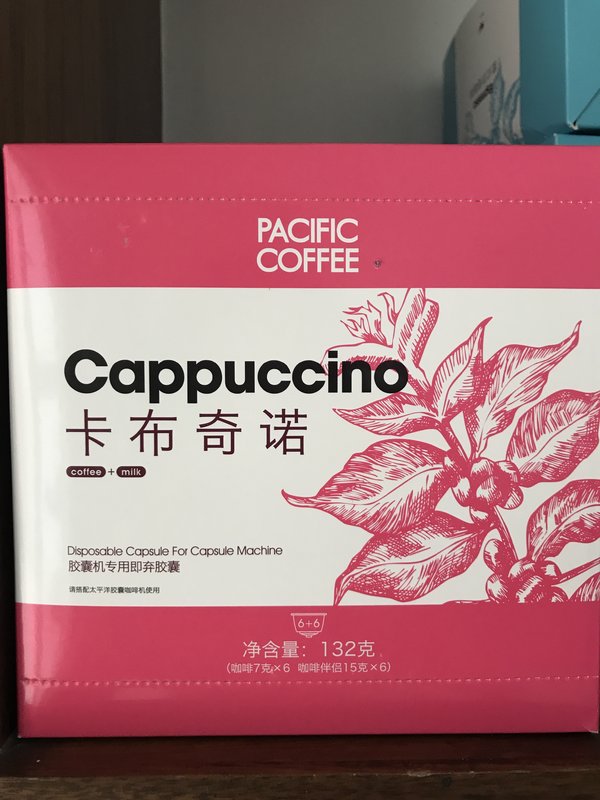 PACIFIC
COFFEE
Cappuccino
卡布奇诺
coffee + milk
Disposable Capsule For Capsule Machine
胶囊机专用即弃胶囊
请搭配太平洋胶囊咖啡机使用
6+6
净含量：132克
（咖啡7克×6 咖啡伴侣15克×6）